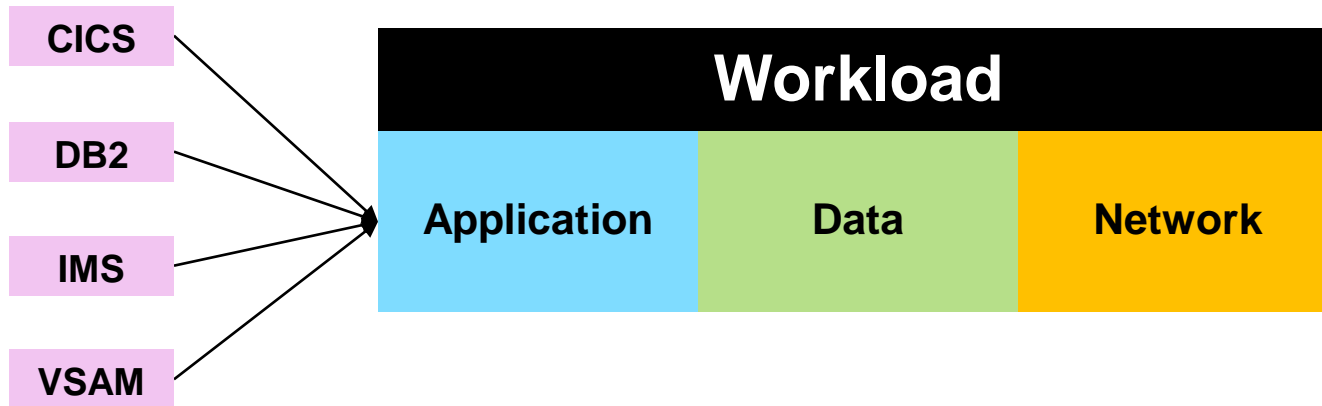 CICS
DB2
IMS
VSAM
Workload
Application
Data
Network